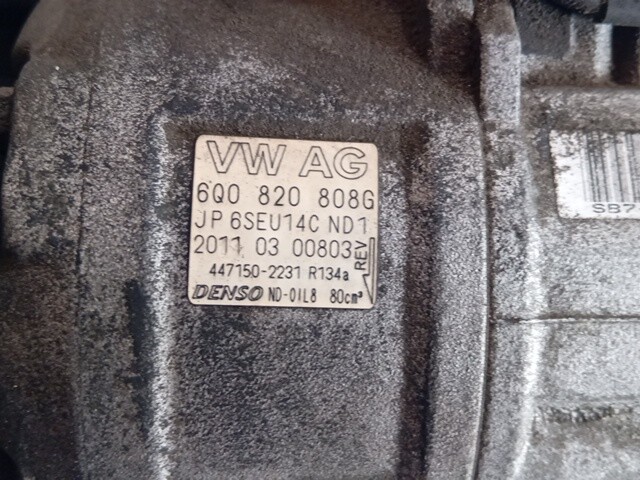 VW AG
6Q0 820 808G
JP 6SEU14C ND1
2011 03 00803
REV
447150-2231 R134a
DENSO ND-OIL8 80cm³
SB7